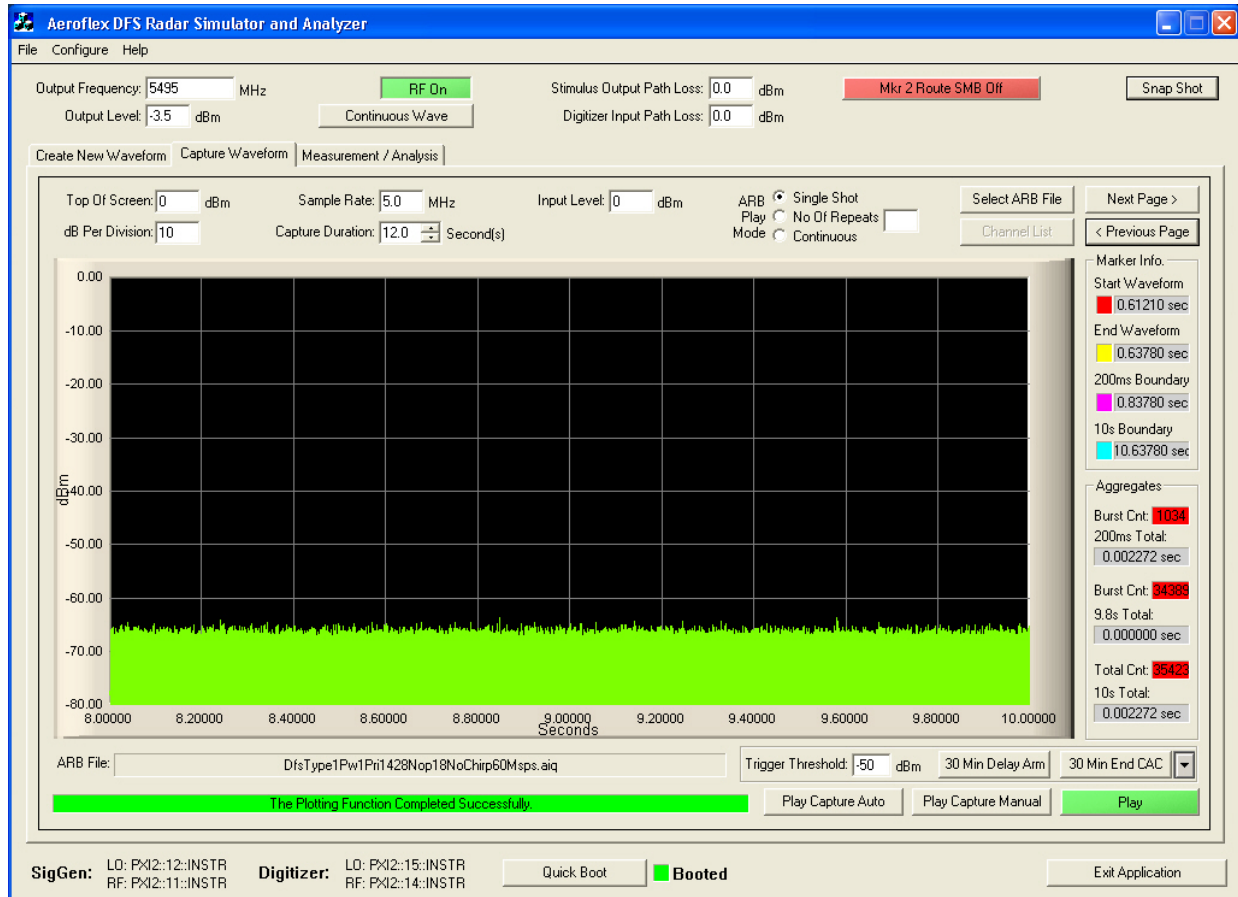 Aeroflex DFS Radar Simulator and Analyzer
File Configure Help
Output Frequency: 5495 MHz
RF On
Stimulus Output Path Loss: 0.0 dBm
Mkr 2 Route SMB Off
Snap Shot
Output Level: -3.5 dBm
Continuous Wave
Digitizer Input Path Loss: 0.0 dBm
Create New Waveform
Capture Waveform
Measurement / Analysis
Top Of Screen: 0 dBm
Sample Rate: 5.0 MHz
Input Level: 0 dBm
ARB Play Mode
Single Shot
No Of Repeats
Continuous
Select ARB File
Next Page >
dB Per Division: 10
Capture Duration: 12.0 Second(s)
Channel List
< Previous Page
0.00
-10.00
-20.00
-30.00
-40.00
-50.00
-60.00
-70.00
-80.00
dBm
8.00000 8.20000 8.40000 8.60000 8.80000 9.00000 9.20000 9.40000 9.60000 9.80000 10.00000
Seconds
Marker Info.
Start Waveform
0.61210 sec
End Waveform
0.63780 sec
200ms Boundary
0.83780 sec
10s Boundary
10.63780 sec
Aggregates
Burst Cnt: 1034
200ms Total:
0.002272 sec
Burst Cnt: 34389
9.8s Total:
0.000000 sec
Total Cnt: 35423
10s Total:
0.002272 sec
ARB File: DfsType1Pw1Pri1428Nop18NoChirp60Msps.aiq
Trigger Threshold: -50 dBm
30 Min Delay Arm
30 Min End CAC
The Plotting Function Completed Successfully.
Play Capture Auto
Play Capture Manual
Play
SigGen: LO: PXI2::12::INSTR
RF: PXI2::11::INSTR
Digitizer: LO: PXI2::15::INSTR
RF: PXI2::14::INSTR
Quick Boot
Booted
Exit Application